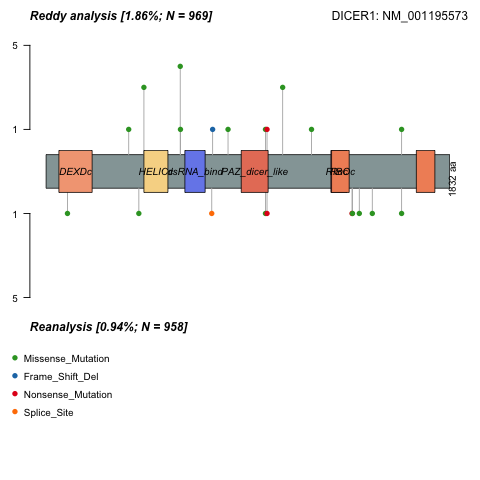 Reddy analysis [1.86%; N = 969]
DICER1: NM_001195573
5
1
DEXDc
HELICc
dsRNA_bind
PAZ_dicer_like
RIBOc
1832 aa
1
5
Reanalysis [0.94%; N = 958]
Missense_Mutation
Frame_Shift_Del
Nonsense_Mutation
Splice_Site